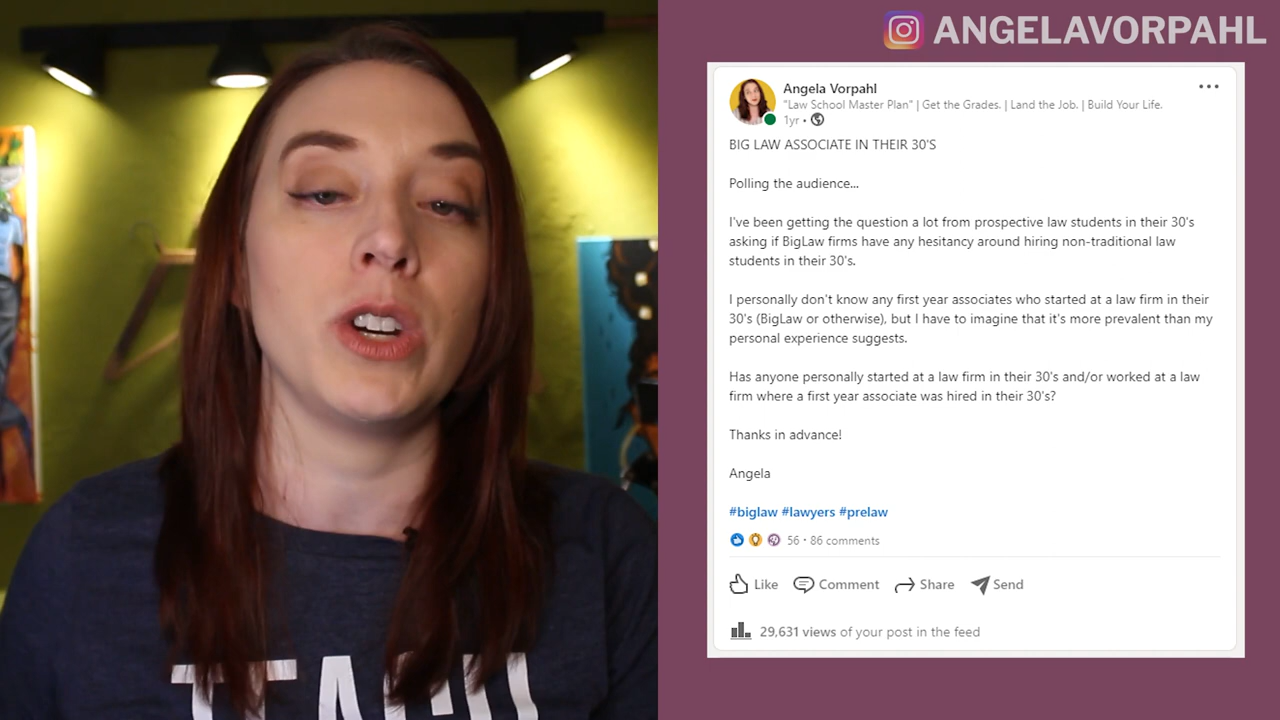 ANGELAVORPAHL
Angela Vorpahl
"Law School Master Plan" | Get the Grades. | Land the Job. | Build Your Life.
1yr •
BIG LAW ASSOCIATE IN THEIR 30'S
Polling the audience...
I've been getting the question a lot from prospective law students in their 30's
asking if BigLaw firms have any hesitancy around hiring non-traditional law
students in their 30's.
I personally don't know any first year associates who started at a law firm in their
30's (BigLaw or otherwise), but I have to imagine that it's more prevalent than my
personal experience suggests.
Has anyone personally started at a law firm in their 30's and/or worked at a law
firm where a first year associate was hired in their 30's?
Thanks in advance!
Angela
#biglaw #lawyers #prelaw
56 • 86 comments
Like Comment Share Send
29,631 views of your post in the feed